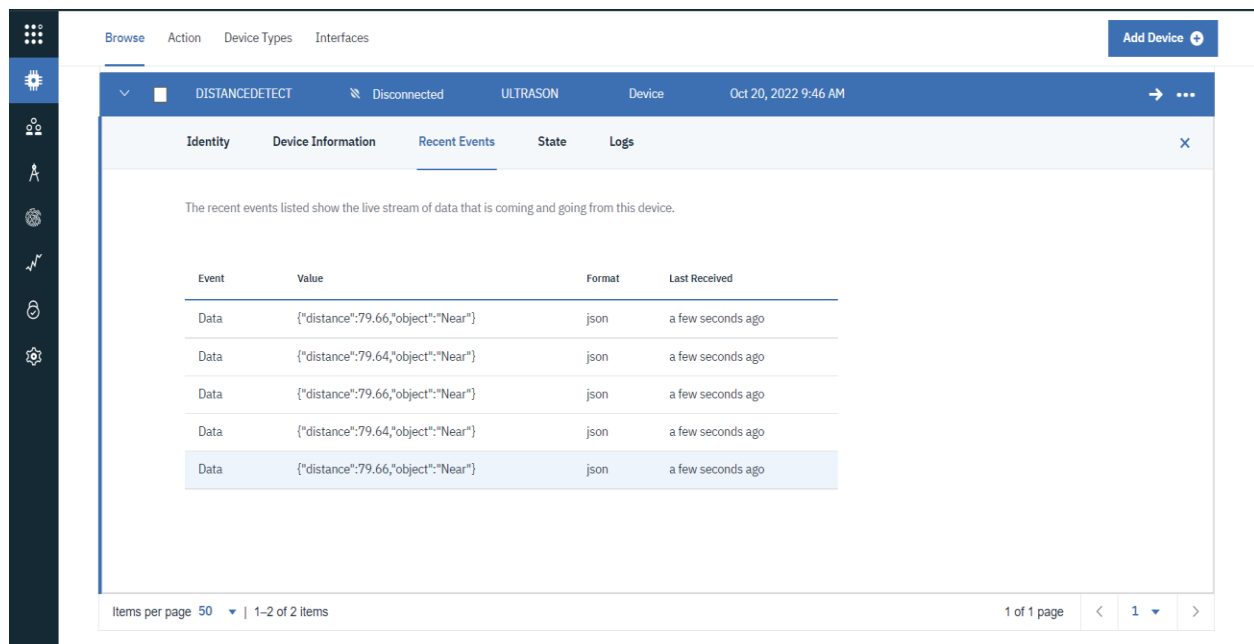 Browse Action Device Types Interfaces Add Device
DISTANCEDETECT Disconnected ULTRASON Device Oct 20, 2022 9:46 AM
Identity Device Information Recent Events State Logs
The recent events listed show the live stream of data that is coming and going from this device.
Event Value Format Last Received
Data {"distance":79.66,"object":"Near"} json a few seconds ago
Data {"distance":79.64,"object":"Near"} json a few seconds ago
Data {"distance":79.66,"object":"Near"} json a few seconds ago
Data {"distance":79.64,"object":"Near"} json a few seconds ago
Data {"distance":79.66,"object":"Near"} json a few seconds ago
Items per page 50 | 1–2 of 2 items 1 of 1 page 1